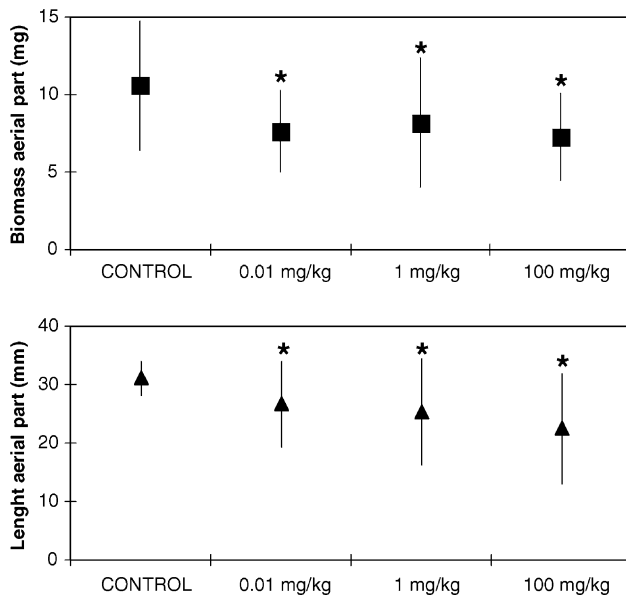 Biomass aerial part (mg)
15
10
5
0
* * *
CONTROL 0.01 mg/kg 1 mg/kg 100 mg/kg
Lenght aerial part (mm)
40
30
20
10
0
* * *
CONTROL 0.01 mg/kg 1 mg/kg 100 mg/kg